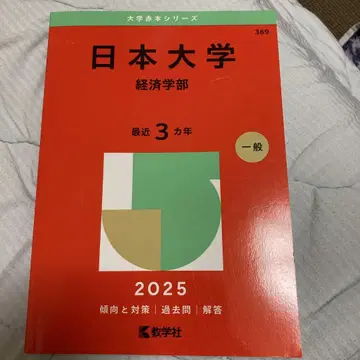 大学赤本シリーズ
369
日本大学
経済学部
最近3カ年
一般
2025
傾向と対策|過去問|解答
教学社